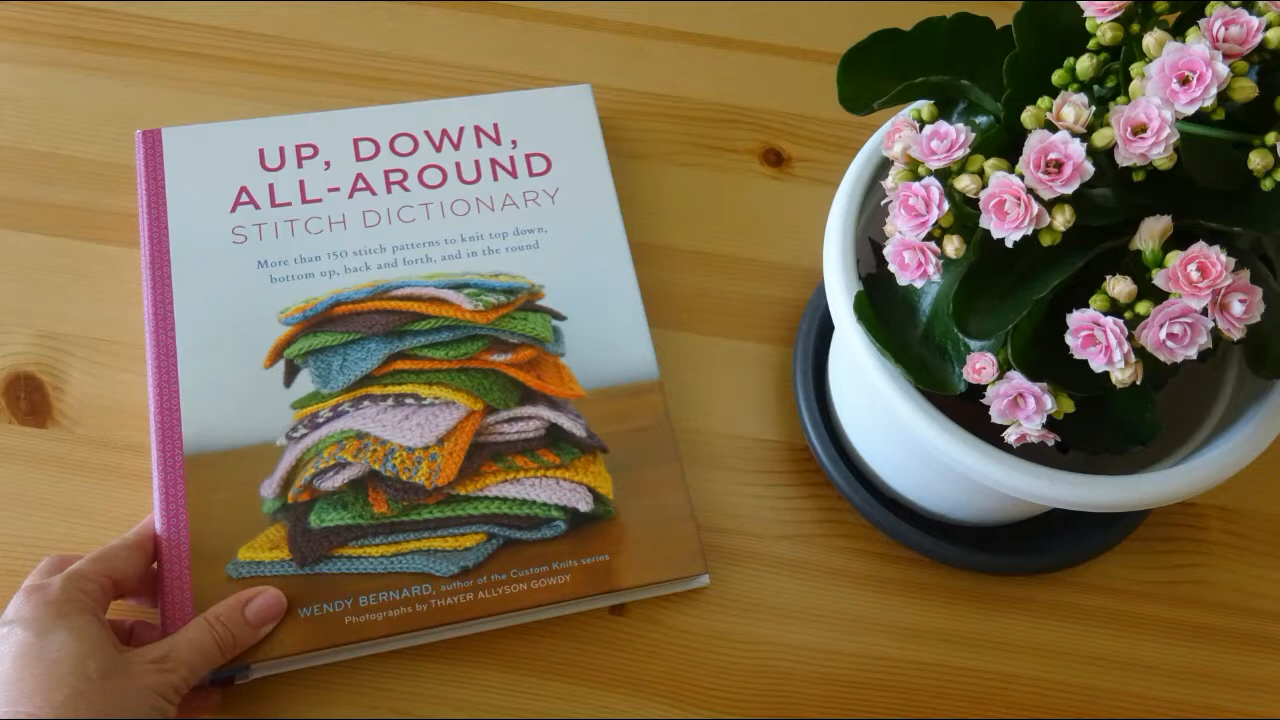 UP, DOWN,
ALL-AROUND
STITCH DICTIONARY
More than 150 stitch patterns to knit top down,
bottom up, back and forth, and in the round
WENDY BERNARD, author of the Custom Knits series
Photographs by THAYER ALLYSON GOWDY